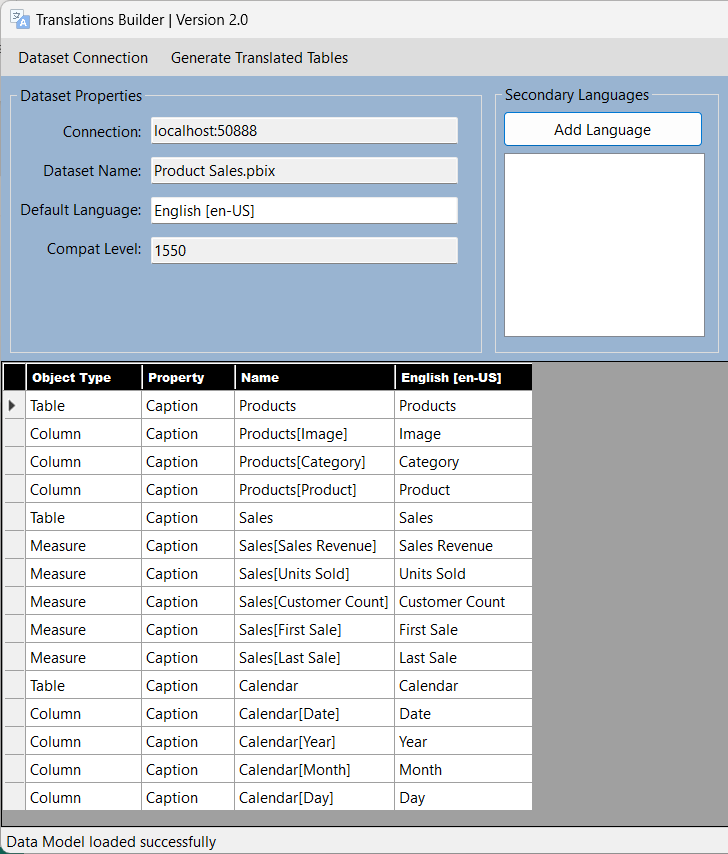 Translations Builder | Version 2.0
Dataset Connection Generate Translated Tables
Dataset Properties
Connection: localhost:50888
Dataset Name: Product Sales.pbix
Default Language: English [en-US]
Compat Level: 1550
Secondary Languages
Add Language
Object Type Property Name English [en-US]
Table Caption Products Products
Column Caption Products[Image] Image
Column Caption Products[Category] Category
Column Caption Products[Product] Product
Table Caption Sales Sales
Measure Caption Sales[Sales Revenue] Sales Revenue
Measure Caption Sales[Units Sold] Units Sold
Measure Caption Sales[Customer Count] Customer Count
Measure Caption Sales[First Sale] First Sale
Measure Caption Sales[Last Sale] Last Sale
Table Caption Calendar Calendar
Column Caption Calendar[Date] Date
Column Caption Calendar[Year] Year
Column Caption Calendar[Month] Month
Column Caption Calendar[Day] Day
Data Model loaded successfully